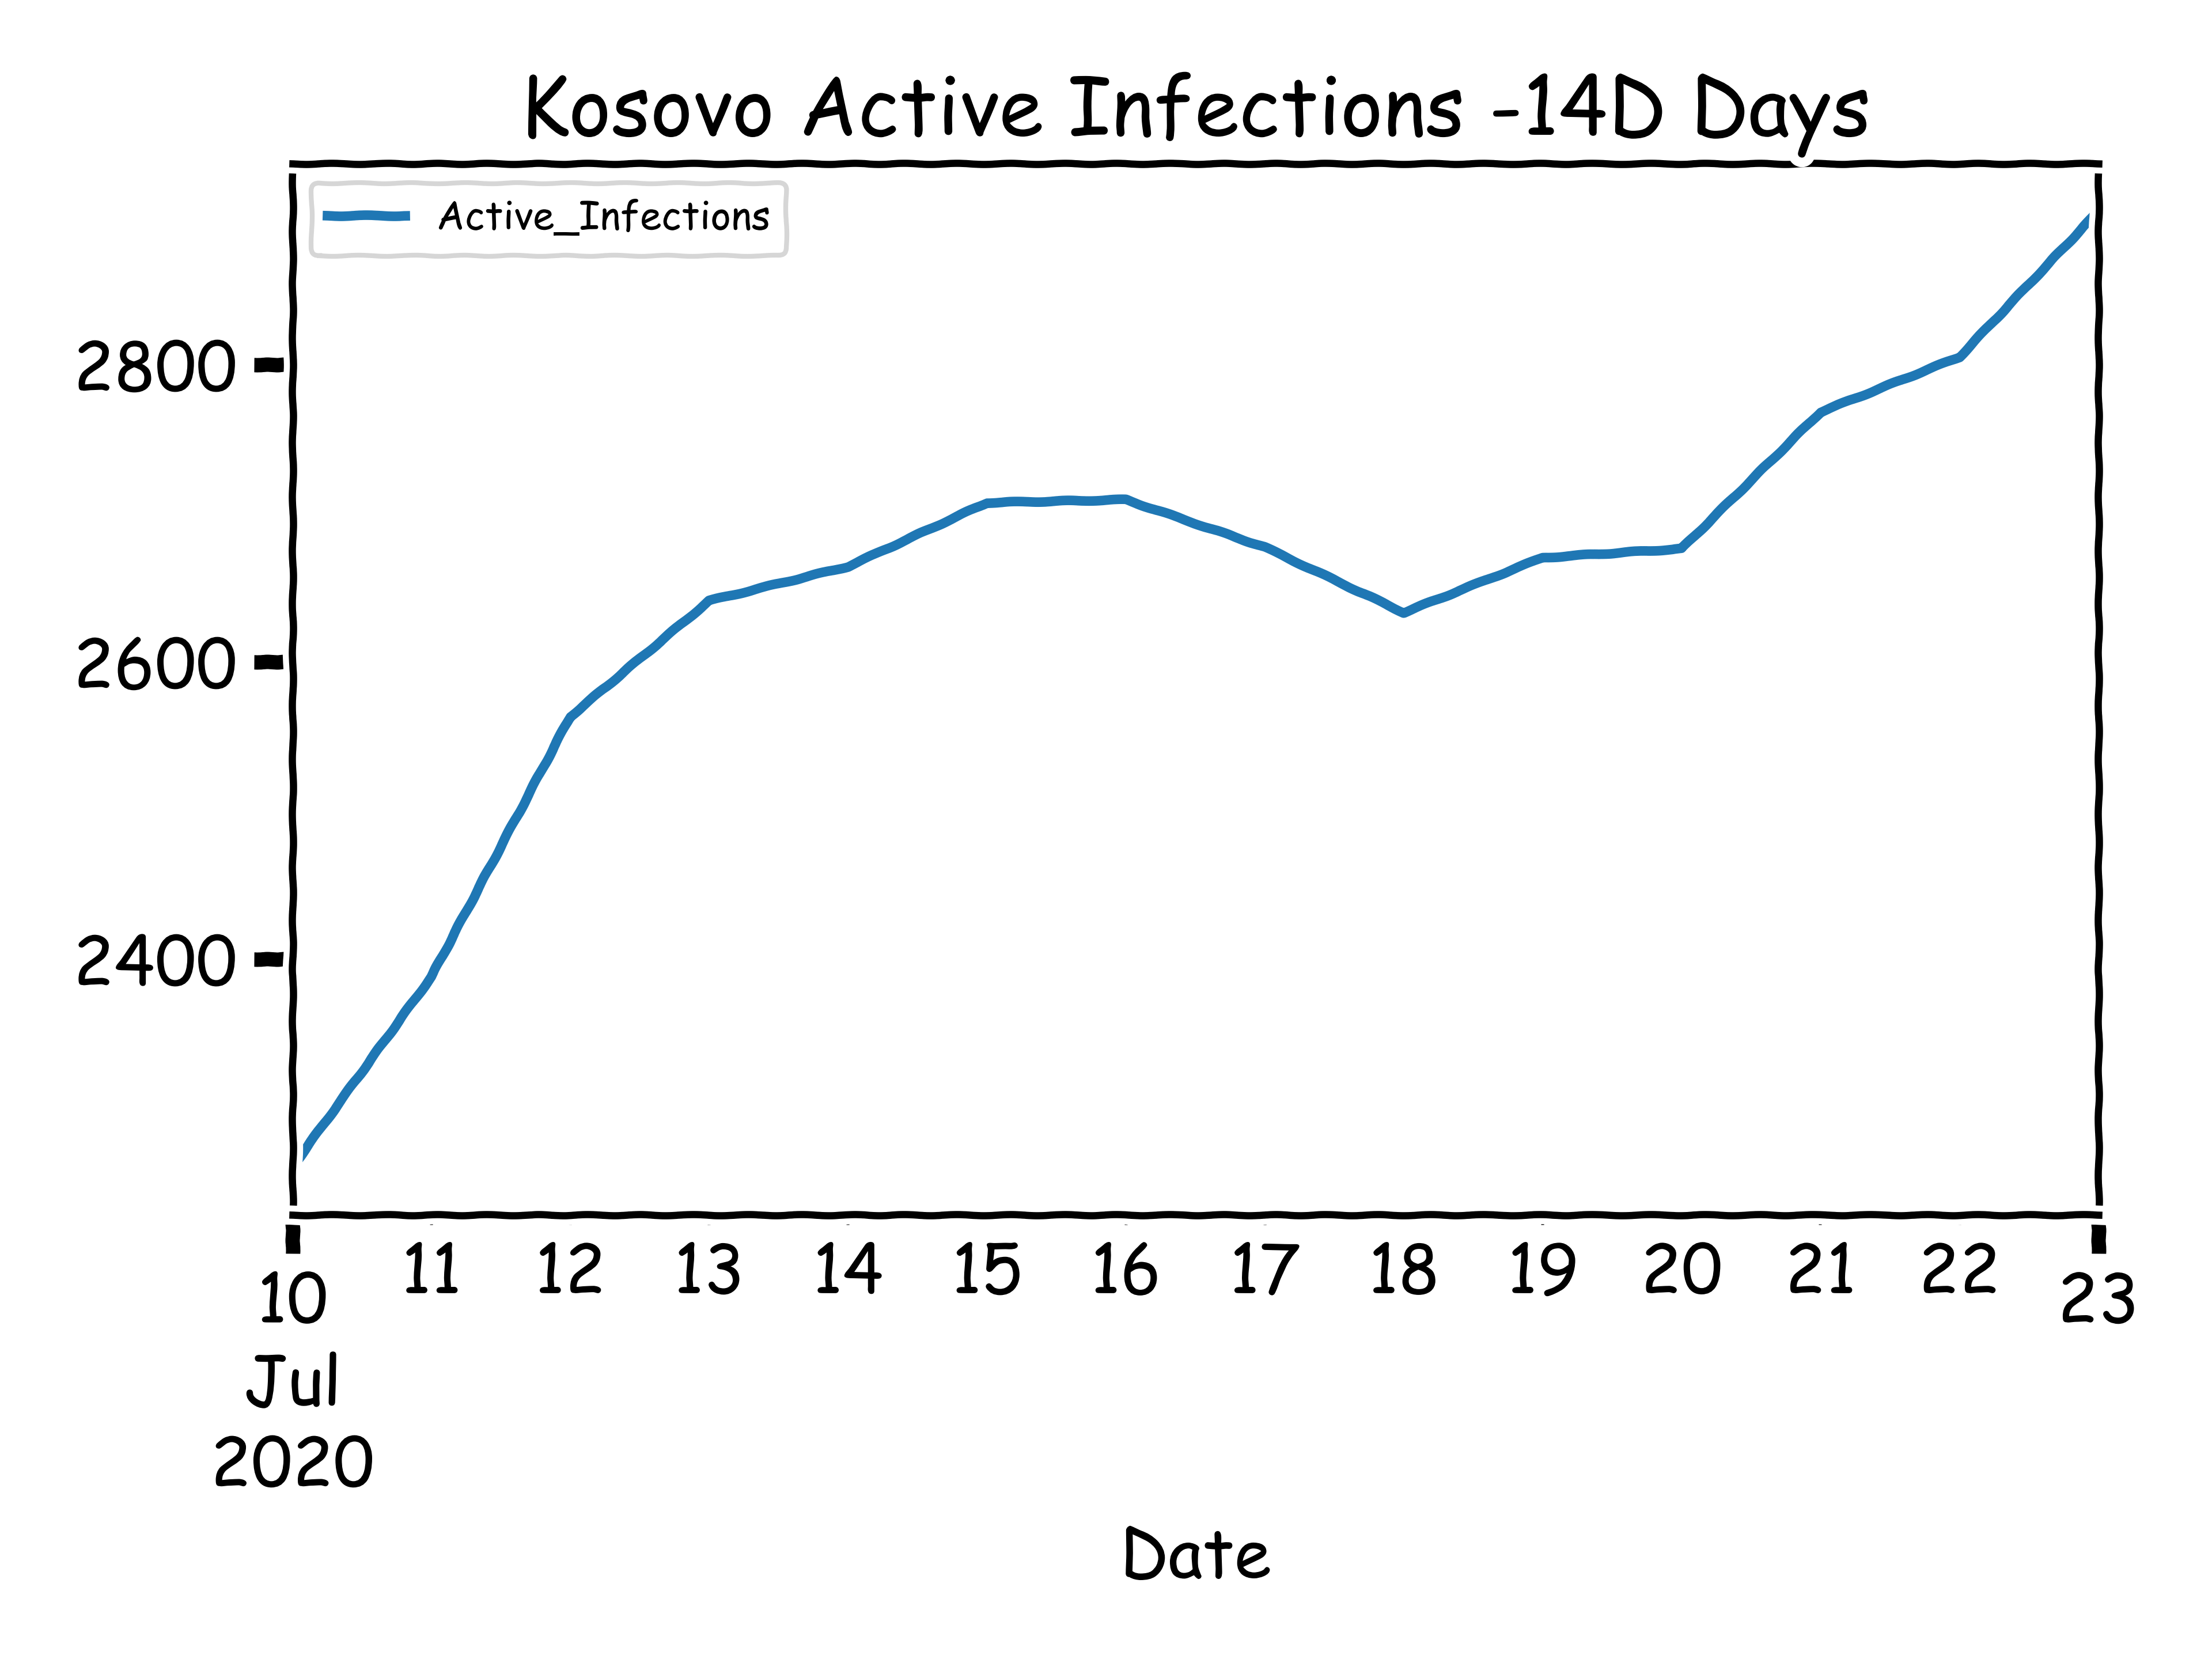 Kosovo Active Infections -14D Days
Active_Infections
2800
2600
2400
10 11 12 13 14 15 16 17 18 19 20 21 22 23
Jul
2020
Date